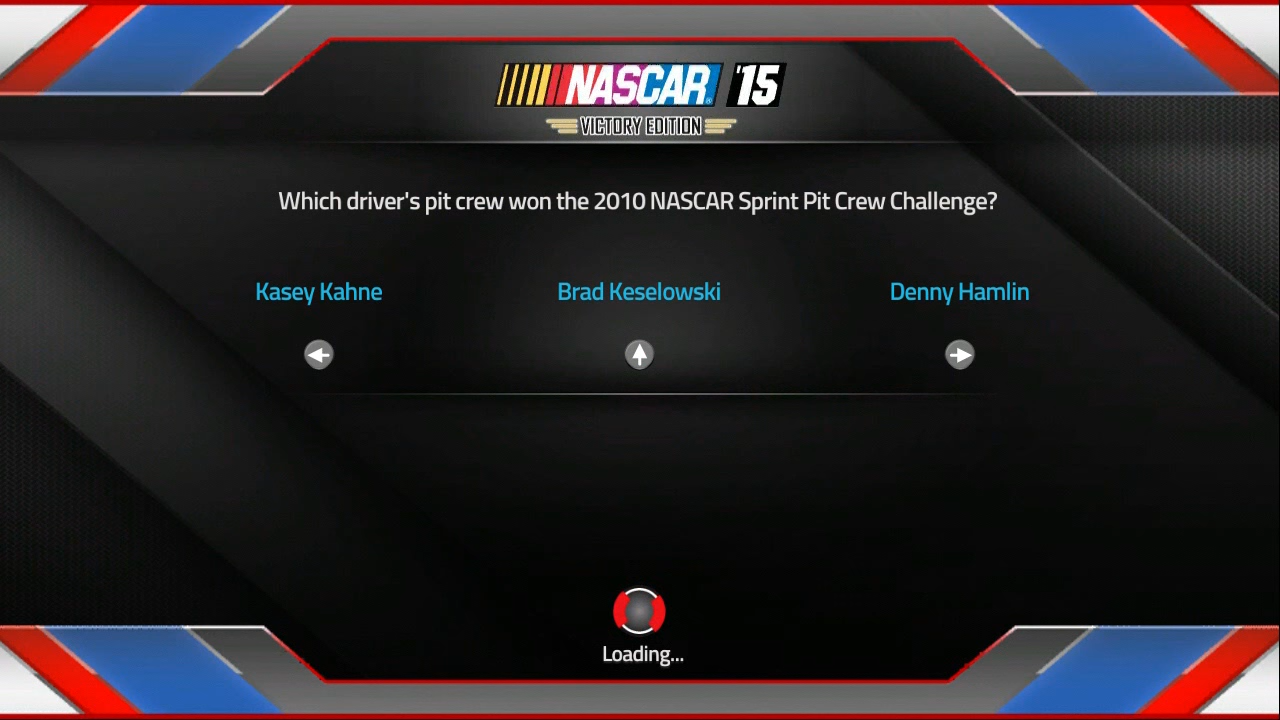 NASCAR '15
VICTORY EDITION
Which driver's pit crew won the 2010 NASCAR Sprint Pit Crew Challenge?
Kasey Kahne Brad Keselowski Denny Hamlin
Loading...